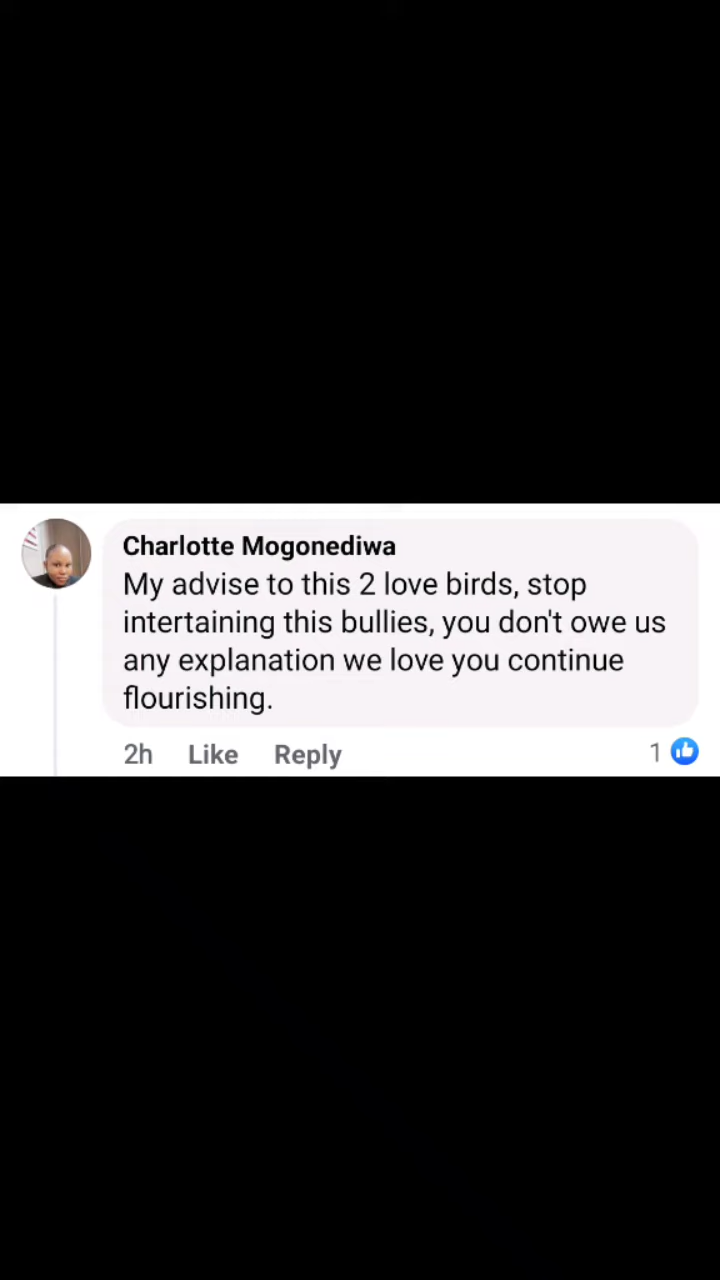 Charlotte Mogonediwa
My advise to this 2 love birds, stop
intertaining this bullies, you don't owe us
any explanation we love you continue
flourishing.
2h Like Reply 1